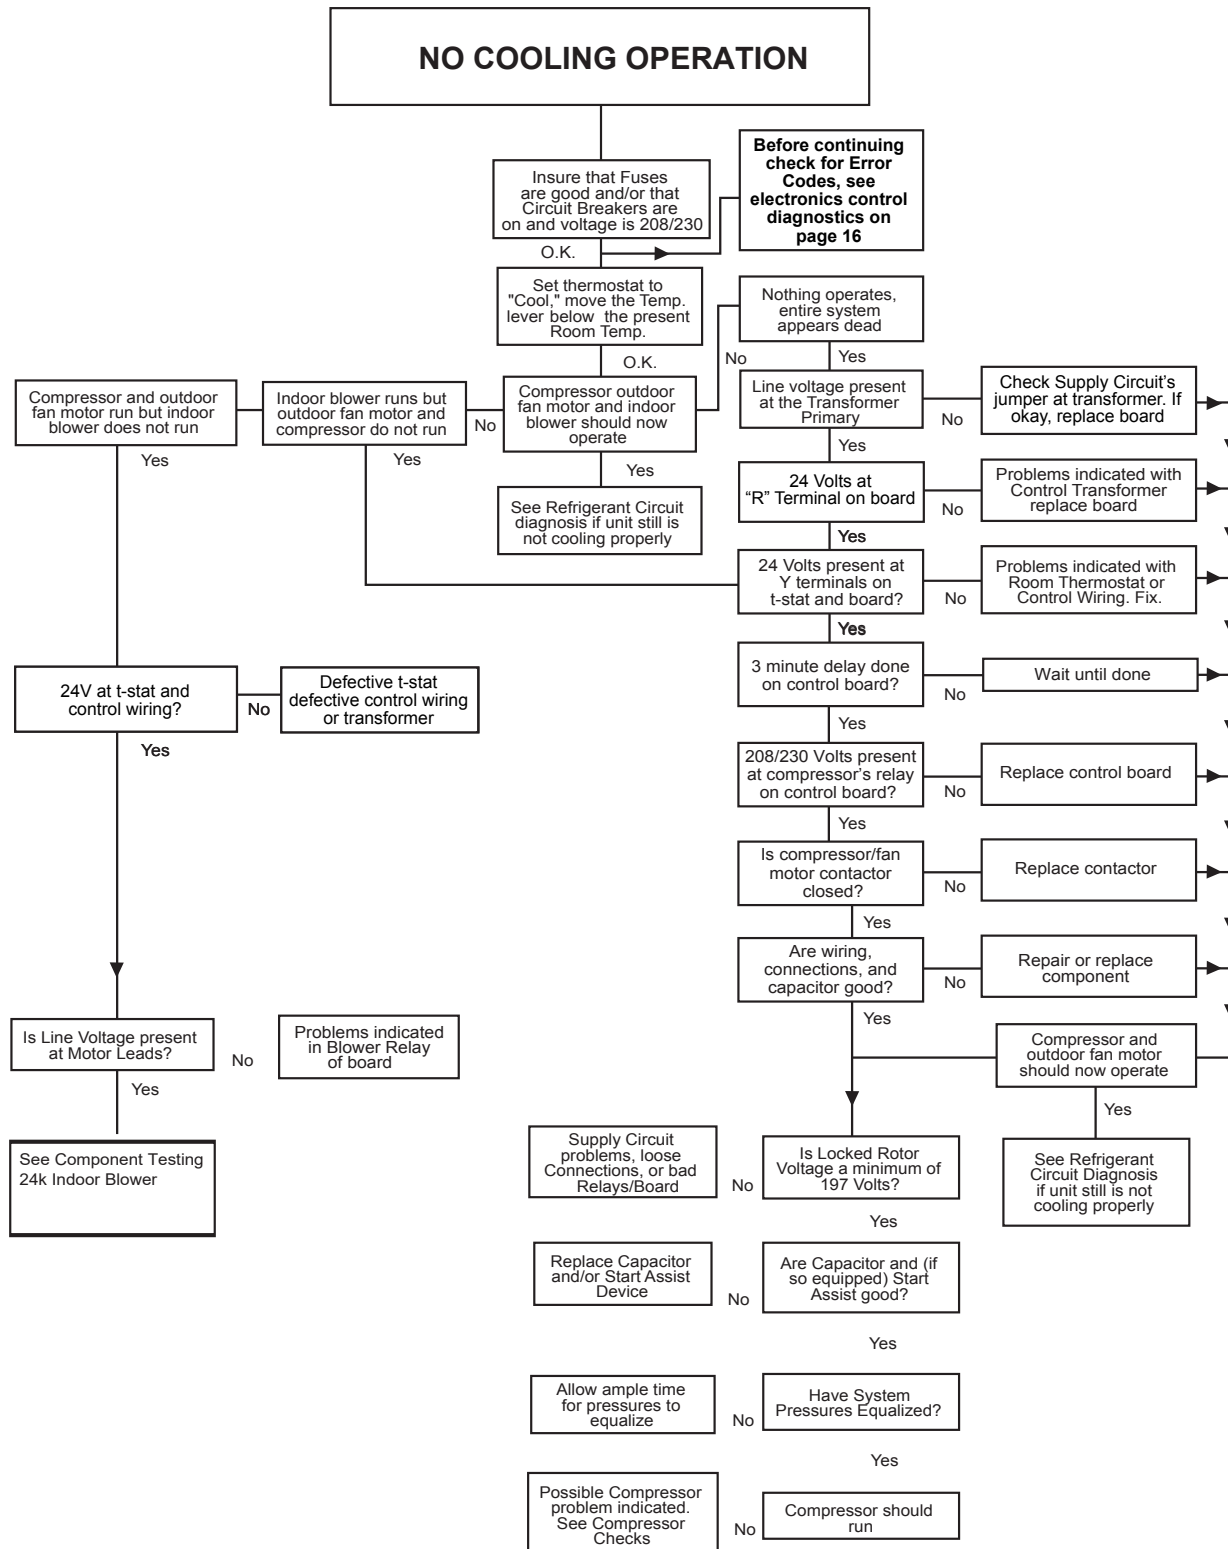 NO COOLING OPERATION
Insure that Fuses
are good and/or that
Circuit Breakers are
on and voltage is 208/230
Before continuing
check for Error
Codes, see
electronics control
diagnostics on
page 16
O.K.
Set thermostat to
"Cool," move the Temp.
lever below the present
Room Temp.
Nothing operates,
entire system
appears dead
O.K.
No
Yes
Compressor and outdoor
fan motor run but indoor
blower does not run
Indoor blower runs but
outdoor fan motor and
compressor do not run
No
Compressor outdoor
fan motor and indoor
blower should now
operate
Line voltage present
at the Transformer
Primary
No
Check Supply Circuit's
jumper at transformer. If
okay, replace board
Yes
Yes
Yes
Yes
See Refrigerant Circuit
diagnosis if unit still is
not cooling properly
24 Volts at
“R” Terminal on board
No
Problems indicated with
Control Transformer
replace board
Yes
24 Volts present at
Y terminals on
t-stat and board?
No
Problems indicated with
Room Thermostat or
Control Wiring. Fix.
Yes
24V at t-stat and
control wiring?
No
Defective t-stat
defective control wiring
or transformer
3 minute delay done
on control board?
No
Wait until done
Yes
Yes
208/230 Volts present
at compressor’s relay
on control board?
No
Replace control board
Yes
Is compressor/fan
motor contactor
closed?
No
Replace contactor
Yes
Are wiring,
connections, and
capacitor good?
No
Repair or replace
component
Yes
Is Line Voltage present
at Motor Leads?
No
Problems indicated
in Blower Relay
of board
Compressor and
outdoor fan motor
should now operate
Yes
Yes
See Component Testing
24k Indoor Blower
Supply Circuit
problems, loose
Connections, or bad
Relays/Board
No
Is Locked Rotor
Voltage a minimum of
197 Volts?
See Refrigerant
Circuit Diagnosis
if unit still is not
cooling properly
Yes
Replace Capacitor
and/or Start Assist
Device
No
Are Capacitor and (if
so equipped) Start
Assist good?
Yes
Allow ample time
for pressures to
equalize
No
Have System
Pressures Equalized?
Yes
Possible Compressor
problem indicated.
See Compressor
Checks
No
Compressor should
run